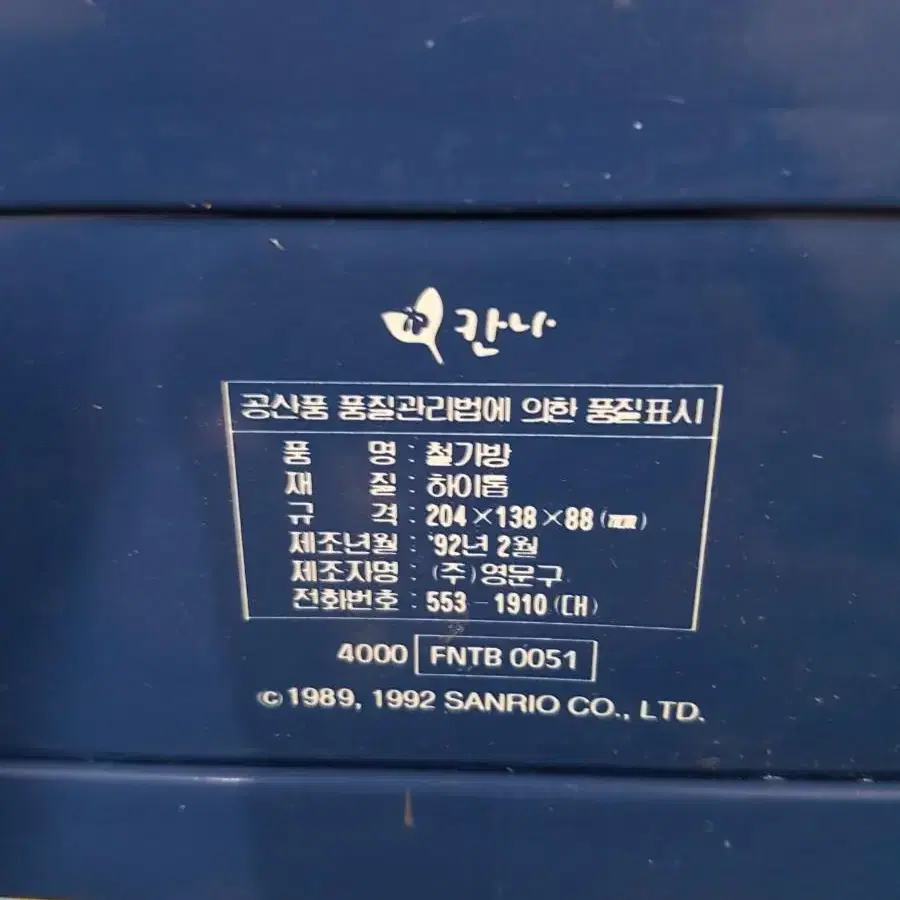 칸나
공산품 품질관리법에 의한 품질표시
품 명 : 철가방
재 질 : 하이톱
규 격 : 204×138×88(㎜)
제조년월 : '92년 2월
제조자명 : (주)영문구
전화번호 : 553-1910(대)
4000 FNTB 0051
©1989, 1992 SANRIO CO., LTD.